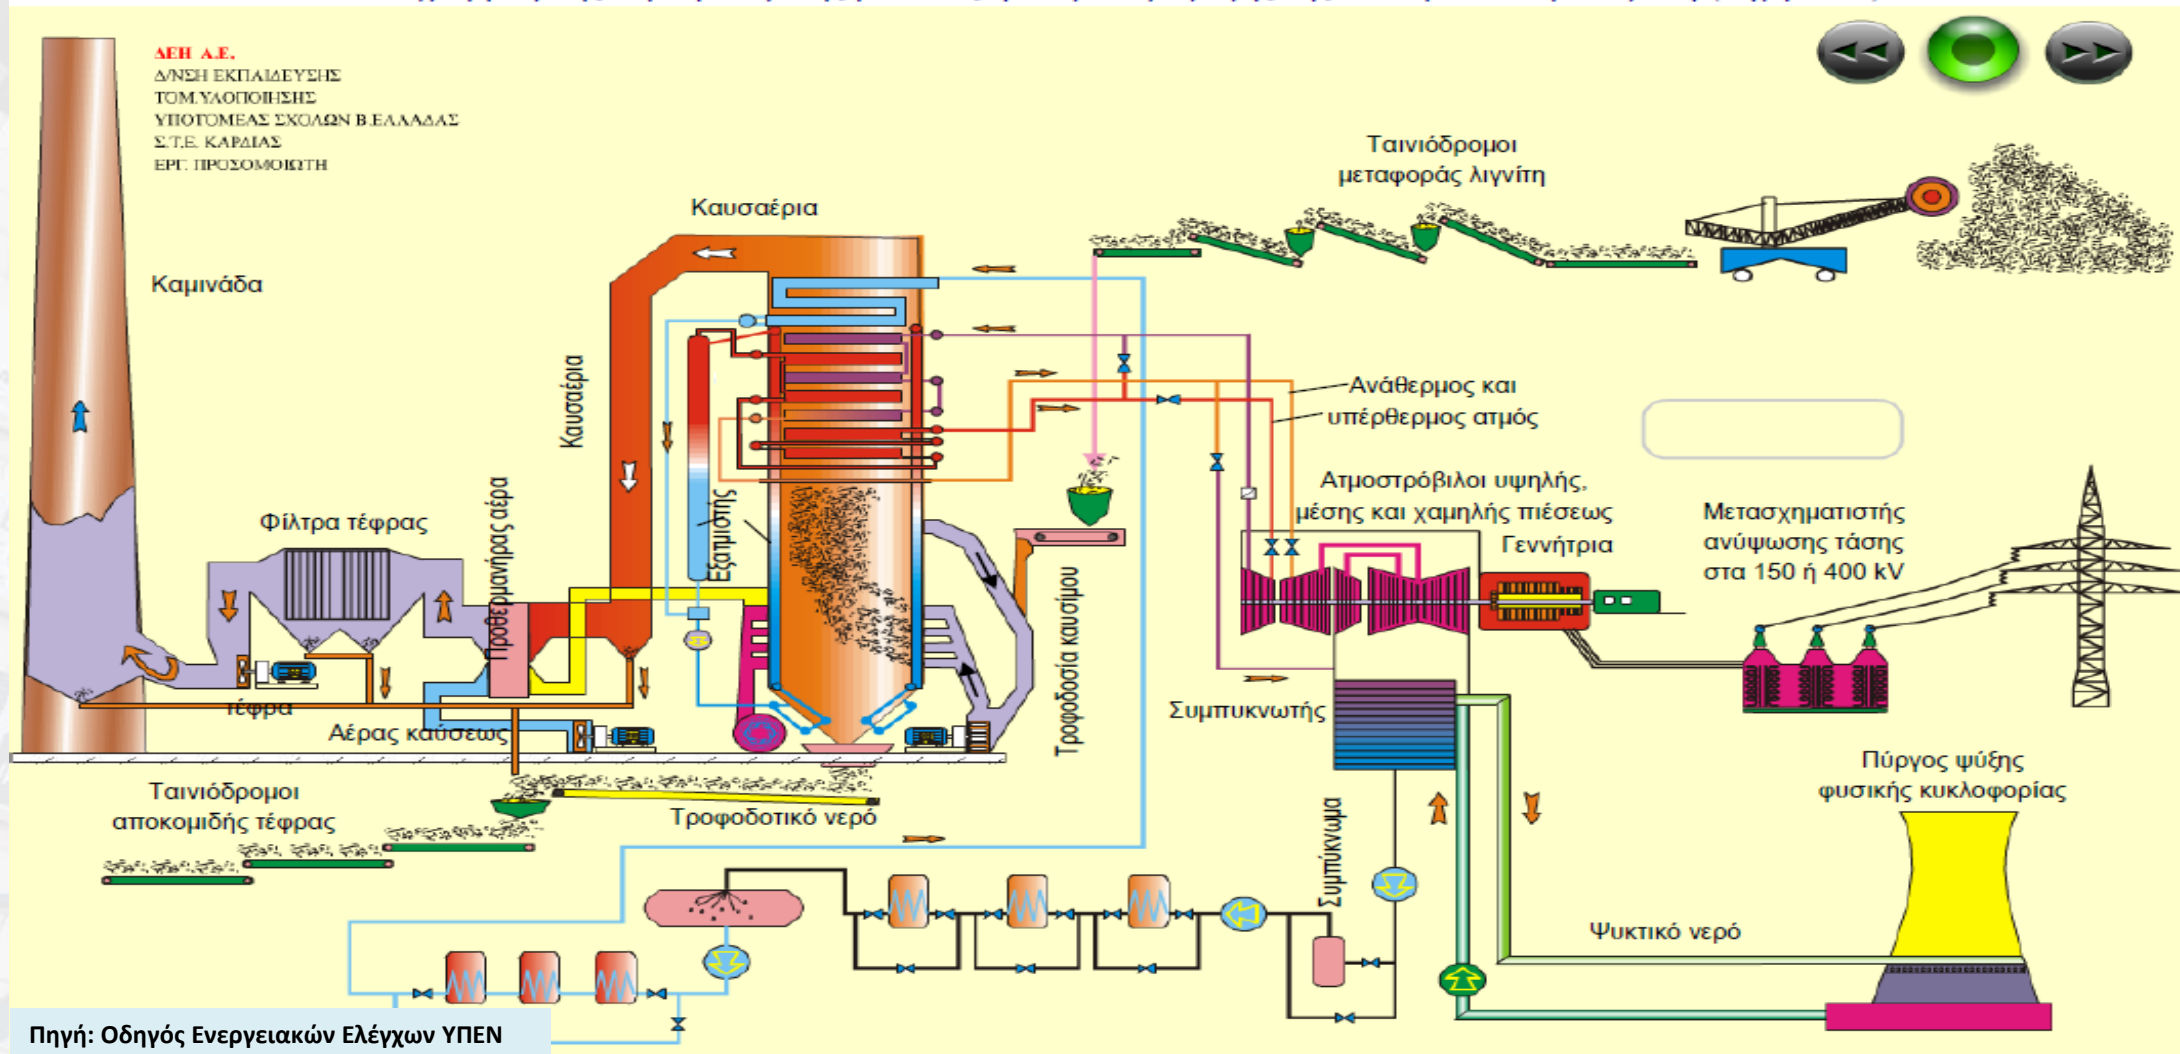 ΔΕΗ Α.Ε.
Δ/ΝΣΗ ΕΚΠΑΙΔΕΥΣΗΣ
ΤΟΜ.ΥΛΟΠΟΙΗΣΗΣ
ΥΠΟΤΟΜΕΑΣ ΣΧΟΛΩΝ Β.ΕΛΛΑΔΑΣ
Σ.Τ.Ε. ΚΑΡΔΙΑΣ
ΕΡΓ. ΠΡΟΣΟΜΟΙΩΤΗ
Ταινιόδρομοι
μεταφοράς λιγνίτη
Καυσαέρια
Καμινάδα
Καυσαέρια
Ανάθερμος και
υπέρθερμος ατμός
Φίλτρα τέφρας
Προθερμανήρας αέρα
Εξατμιστής
Ατμοστρόβιλοι υψηλής,
μέσης και χαμηλής πιέσεως
Γεννήτρια
Μετασχηματιστής
ανύψωσης τάσης
στα 150 ή 400 kV
Τροφοδοσία καυσίμου
τέφρα
Αέρας καύσεως
Συμπυκνωτής
Πύργος ψύξης
φυσικής κυκλοφορίας
Ταινιόδρομοι
αποκομιδής τέφρας
Τροφοδοτικό νερό
Συμπύκνωμα
Ψυκτικό νερό
Πηγή: Οδηγός Ενεργειακών Ελέγχων ΥΠΕΝ